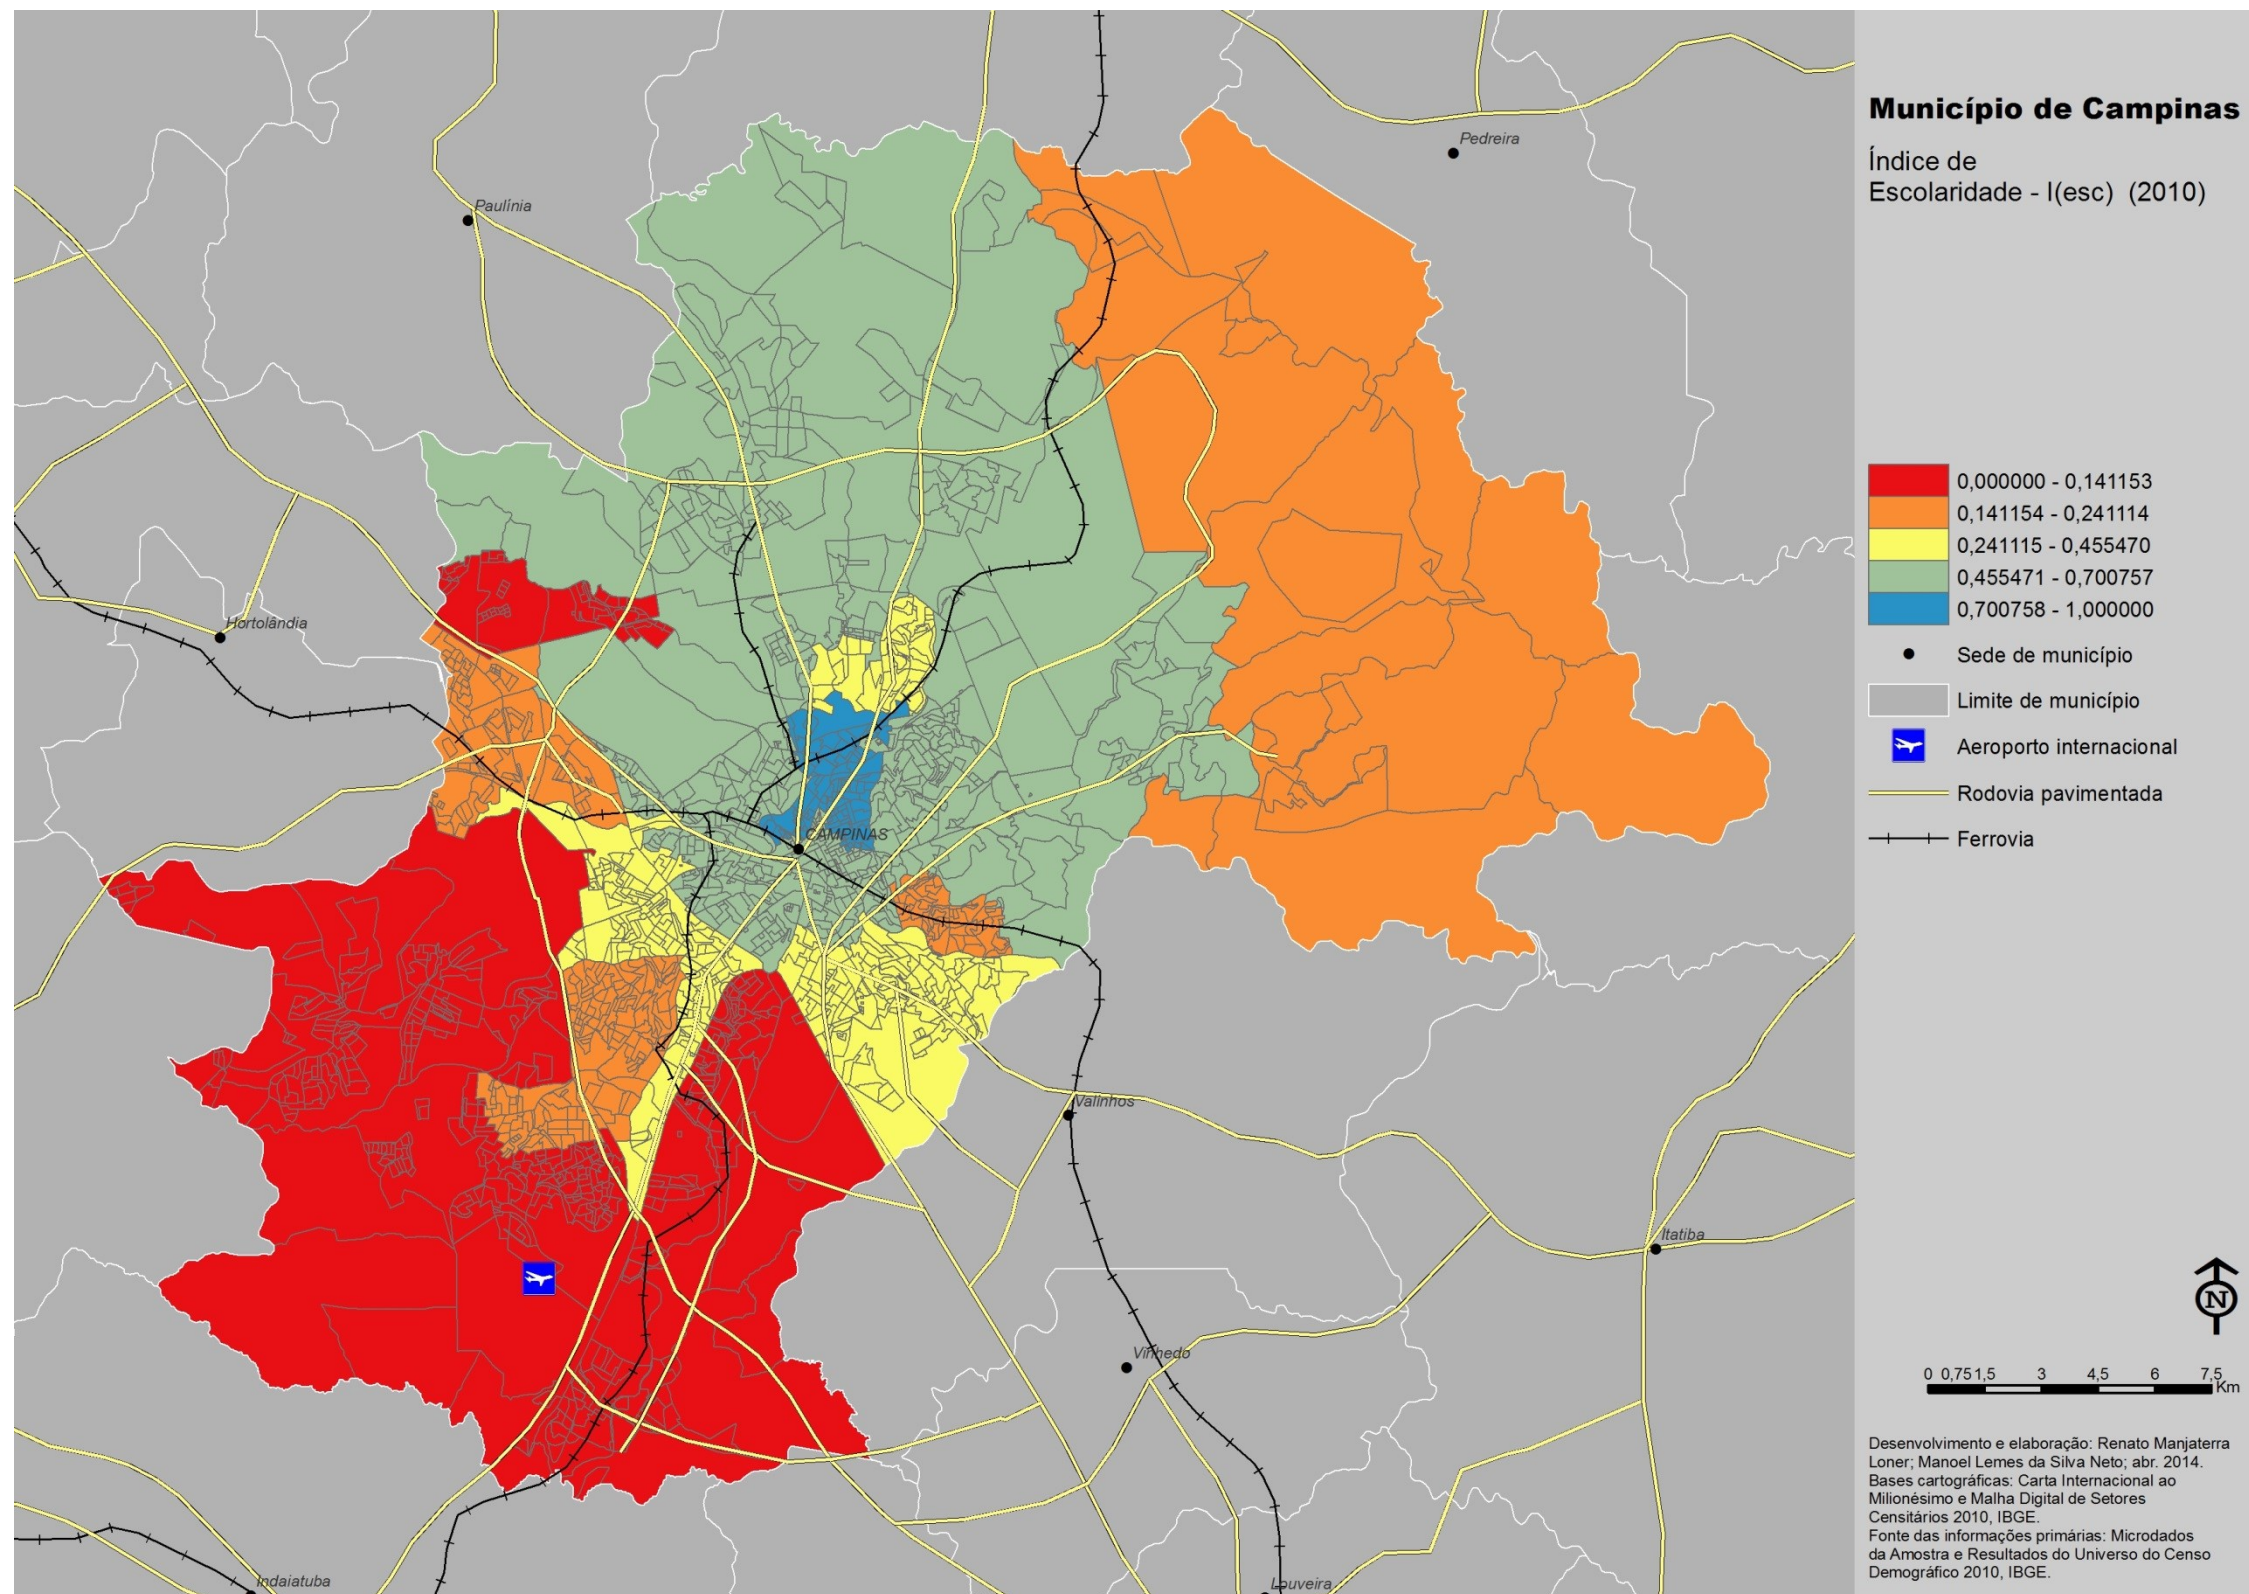 Município de Campinas
Índice de
Escolaridade - I(esc) (2010)
0,000000 - 0,141153
0,141154 - 0,241114
0,241115 - 0,455470
0,455471 - 0,700757
0,700758 - 1,000000
Sede de município
Limite de município
Aeroporto internacional
Rodovia pavimentada
Ferrovia
Pedreira
Paulínia
Hortolândia
CAMPINAS
Valinhos
Itatiba
Vinhedo
Indaiatuba
Louveira
N
0 0,75 1,5 3 4,5 6 7,5
Km
Desenvolvimento e elaboração: Renato Manjaterra
Loner; Manoel Lemes da Silva Neto; abr. 2014.
Bases cartográficas: Carta Internacional ao
Milionésimo e Malha Digital de Setores
Censitários 2010, IBGE.
Fonte das informações primárias: Microdados
da Amostra e Resultados do Universo do Censo
Demográfico 2010, IBGE.